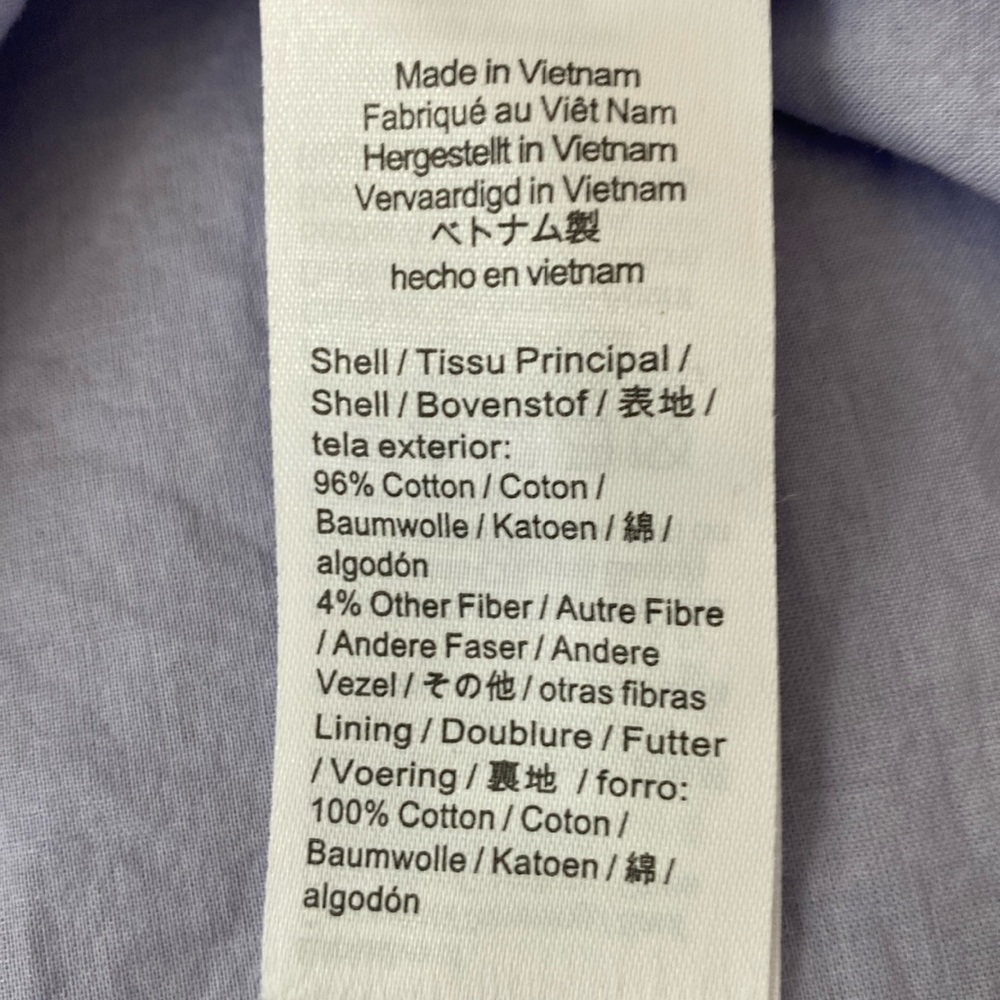 Made in Vietnam
Fabriqué au Viêt Nam
Hergestellt in Vietnam
Vervaardigd in Vietnam
ベトナム製
hecho en vietnam
Shell / Tissu Principal /
Shell / Bovenstof / 表地 /
tela exterior:
96% Cotton / Coton /
Baumwolle / Katoen / 綿 /
algodón
4% Other Fiber / Autre Fibre
/ Andere Faser / Andere
Vezel / その他 / otras fibras
Lining / Doublure / Futter
/ Voering / 裏地 / forro:
100% Cotton / Coton /
Baumwolle / Katoen / 綿 /
algodón